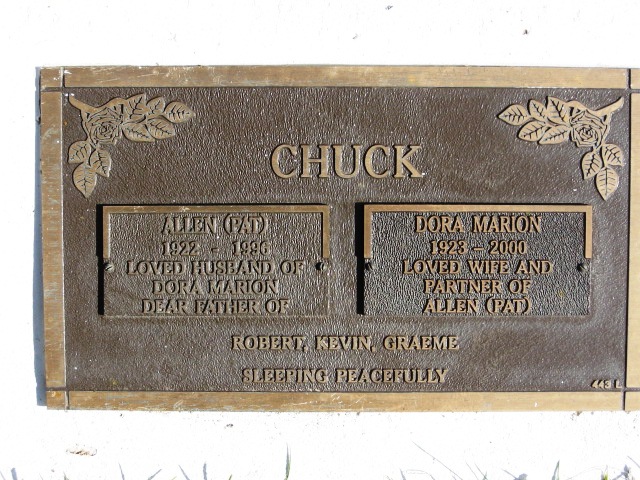 CHUCK
ALLEN (PAT)
1922 - 1996
LOVED HUSBAND OF
DORA MARION
DEAR FATHER OF
DORA MARION
1923 - 2000
LOVED WIFE AND
PARTNER OF
ALLEN (PAT)
ROBERT, KEVIN, GRAEME
SLEEPING PEACEFULLY
443 L